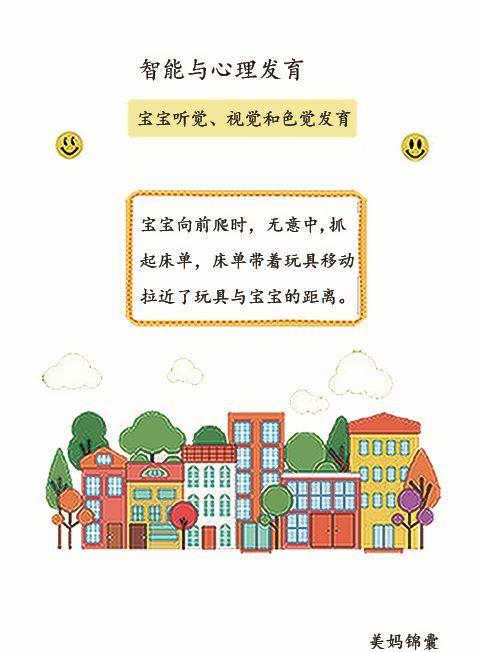 智能与心理发育
宝宝听觉、视觉和色觉发育
宝宝向前爬时，无意中,抓
起床单，床单带着玩具移动
拉近了玩具与宝宝的距离。
美妈锦囊